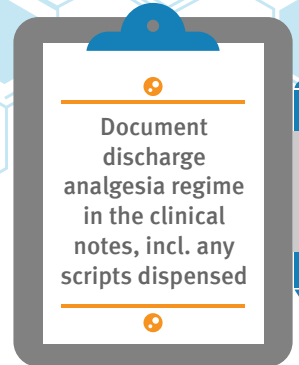 Document
discharge
analgesia regime
in the clinical
notes, incl. any
scripts dispensed